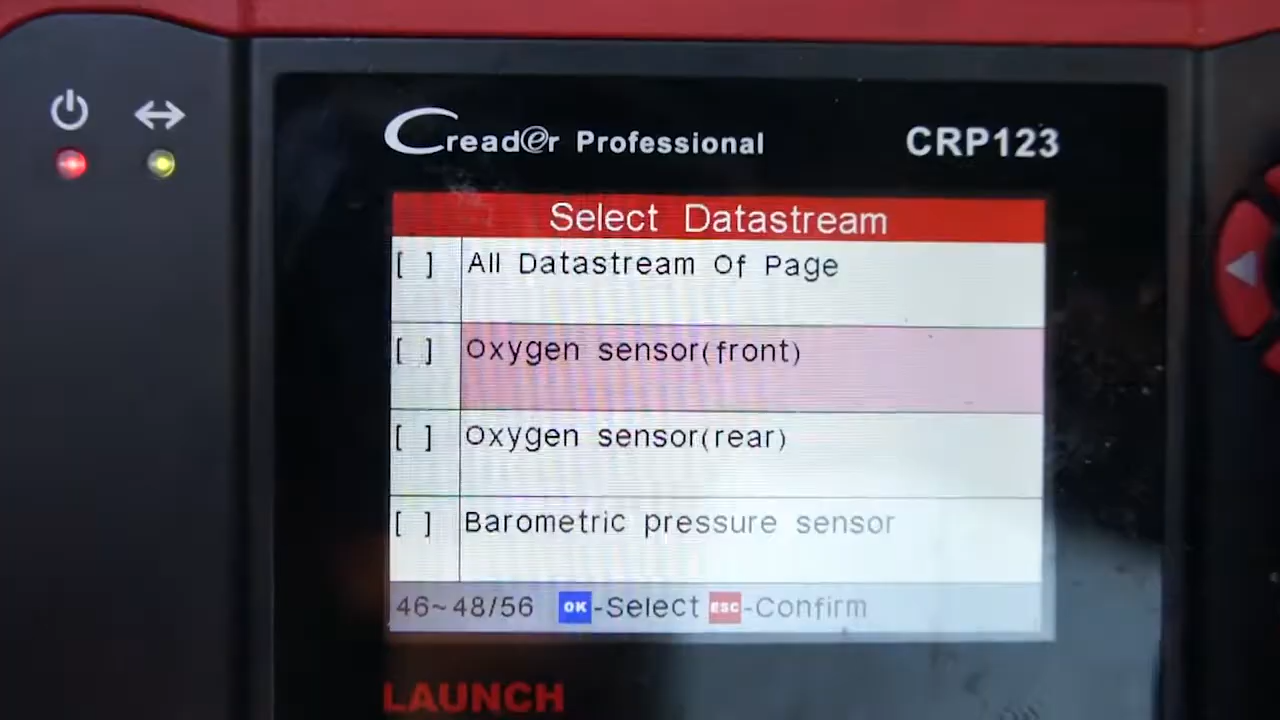 Creader Professional CRP123
Select Datastream
[ ] All Datastream Of Page
[ ] Oxygen sensor(front)
[ ] Oxygen sensor(rear)
[ ] Barometric pressure sensor
46~48/56 OK-Select ESC-Confirm
LAUNCH